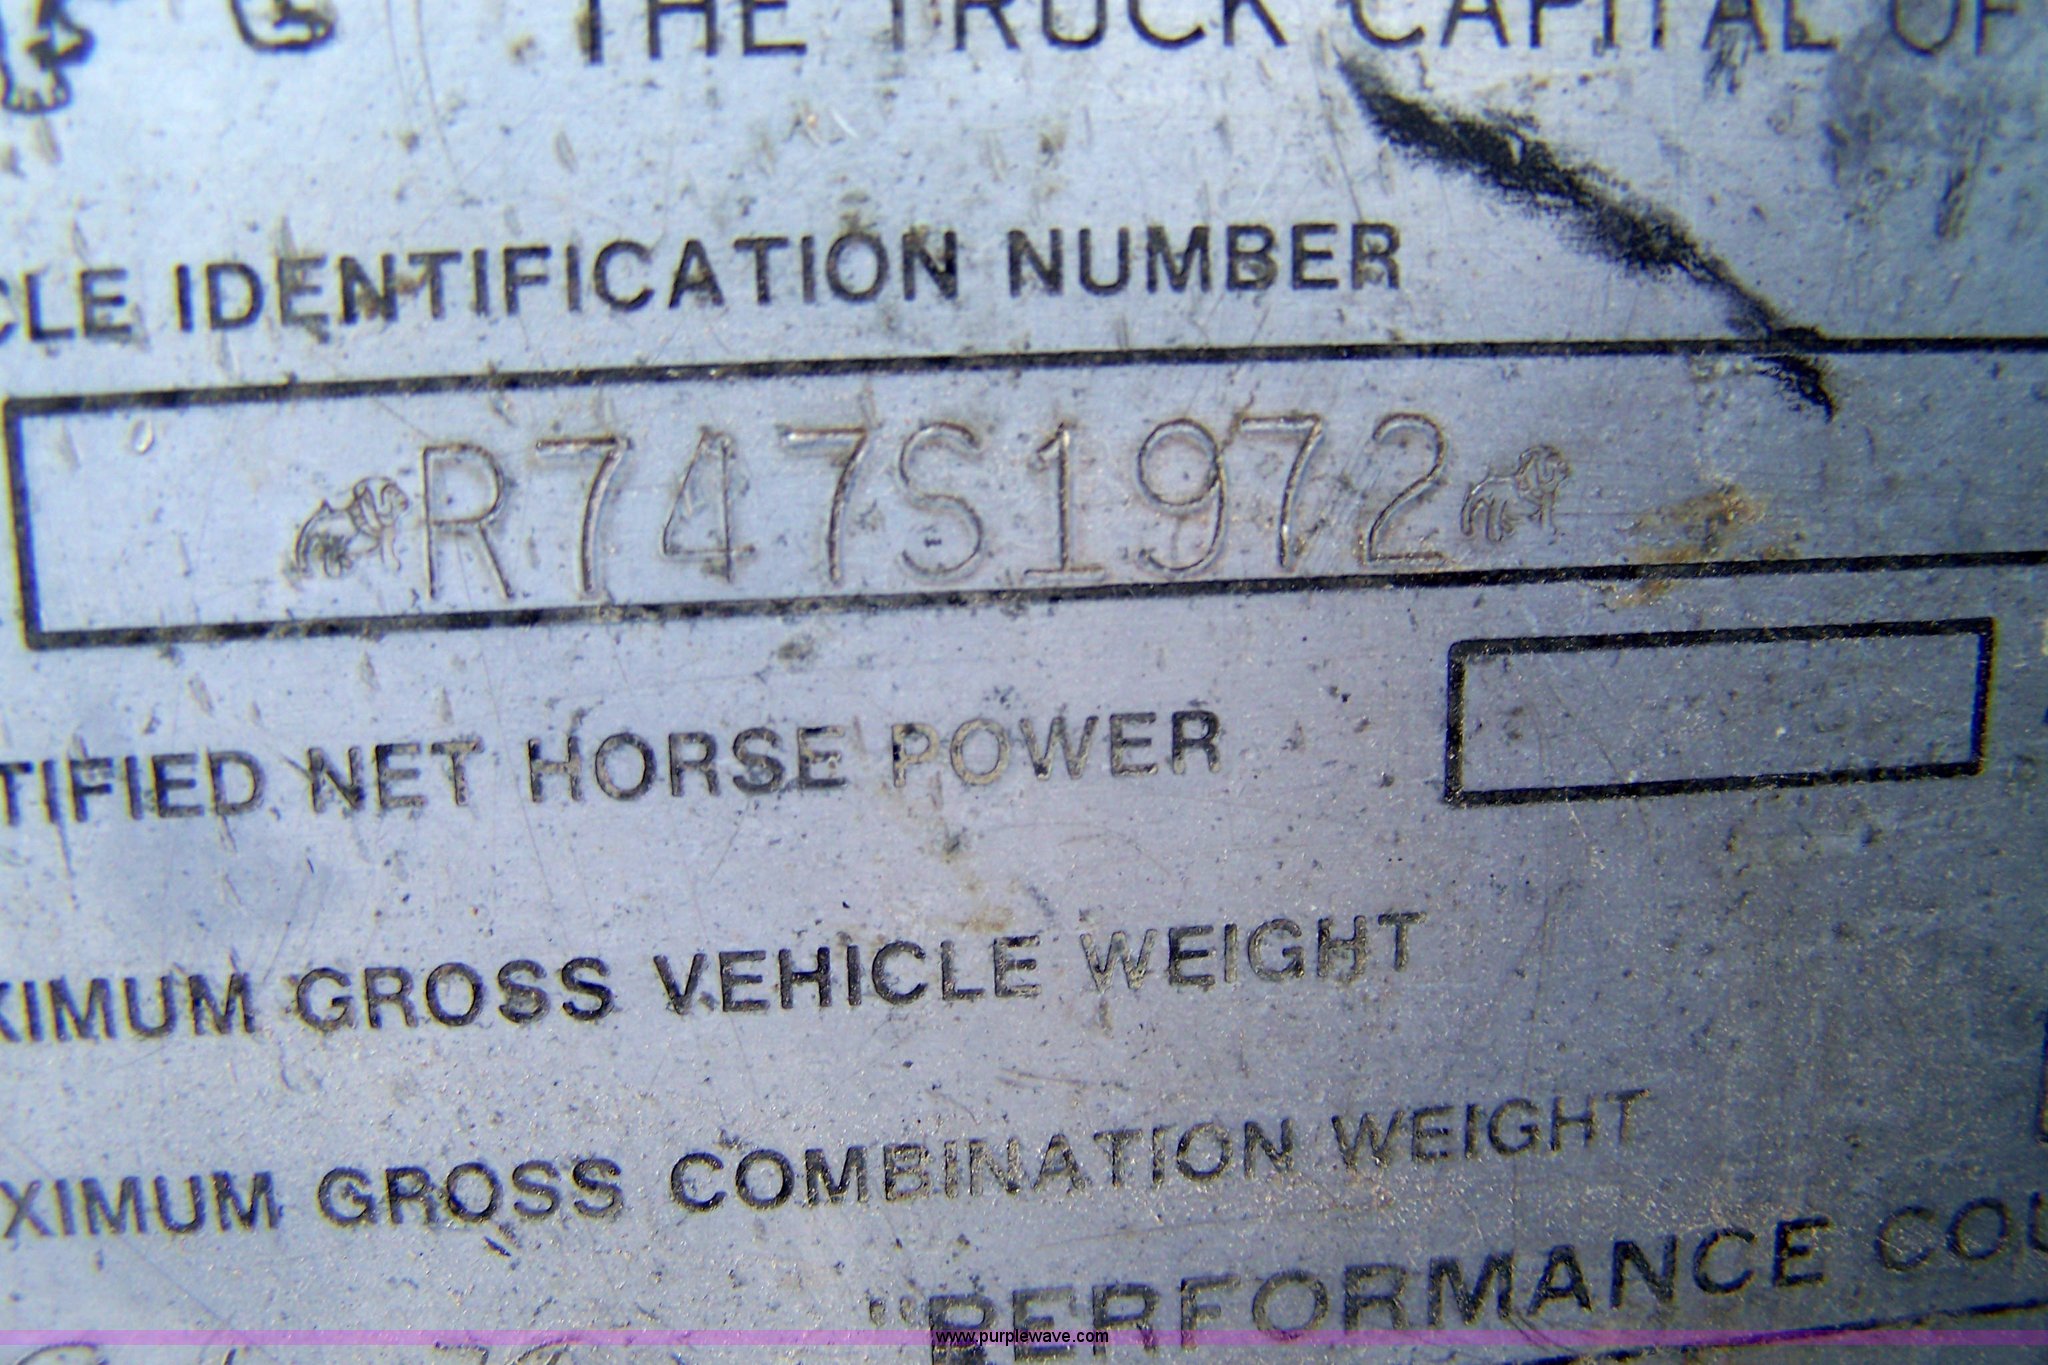 THE TRUCK CAPITAL OF
CLE IDENTIFICATION NUMBER
R747S1972
TIFIED NET HORSE POWER
XIMUM GROSS VEHICLE WEIGHT
XIMUM GROSS COMBINATION WEIGHT
"PERFORMANCE COU
www.purplewave.com